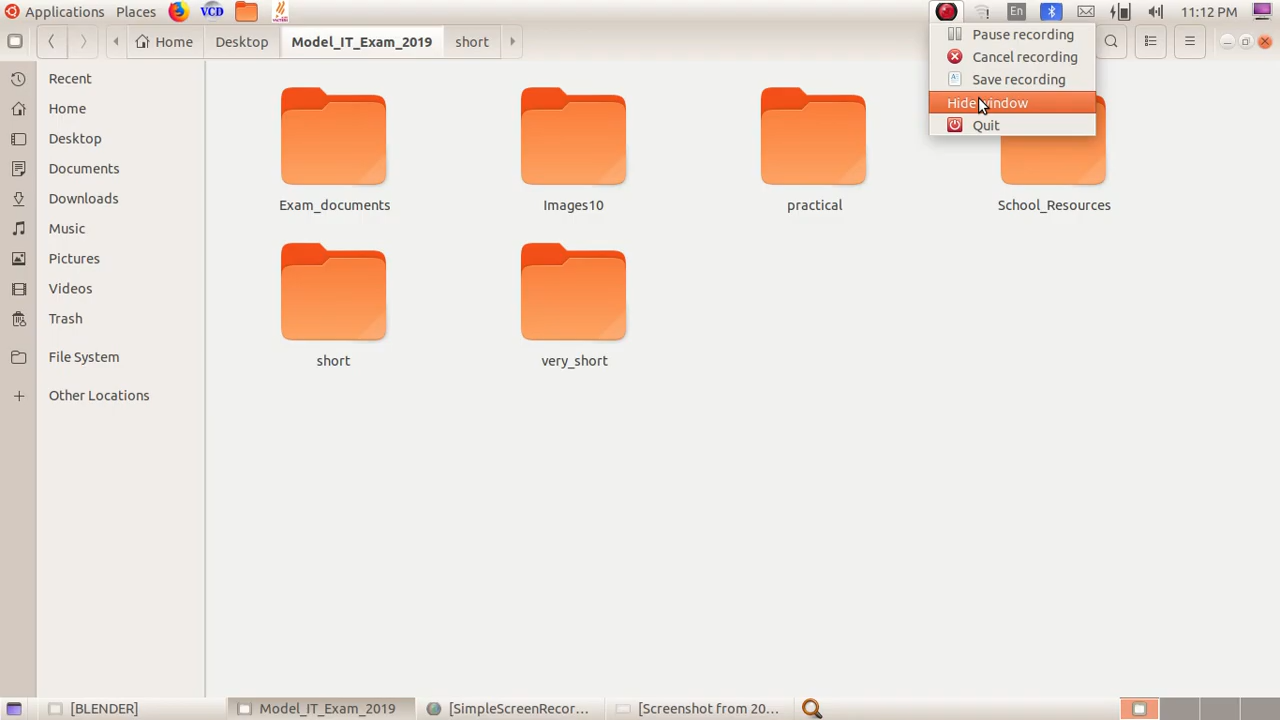 Applications Places VCD En 11:12 PM
Home Desktop Model_IT_Exam_2019 short
Pause recording
Cancel recording
Save recording
Hide window
Quit
Recent
Home
Desktop
Documents
Downloads
Music
Pictures
Videos
Trash
File System
Other Locations
Exam_documents Images10 practical School_Resources
short very_short
[BLENDER] Model_IT_Exam_2019 [SimpleScreenRecor... [Screenshot from 20...